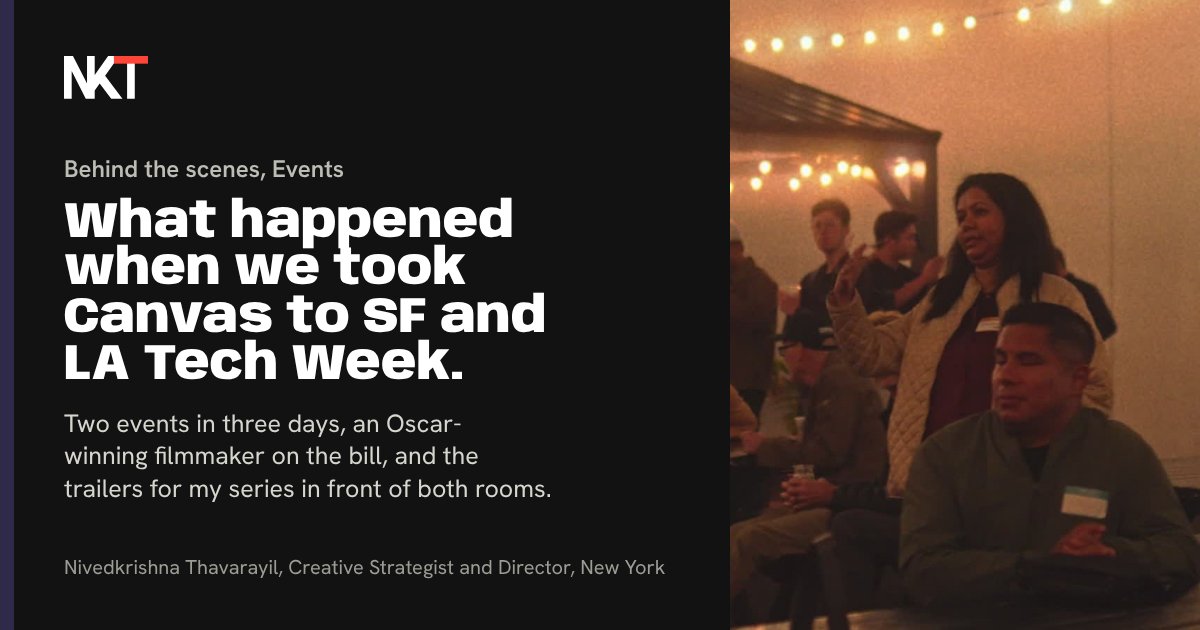 NKT
Behind the scenes, Events
What happened
when we took
Canvas to SF and
LA Tech Week.
Two events in three days, an Oscar-
winning filmmaker on the bill, and the
trailers for my series in front of both rooms.
Nivedkrishna Thavarayil, Creative Strategist and Director, New York